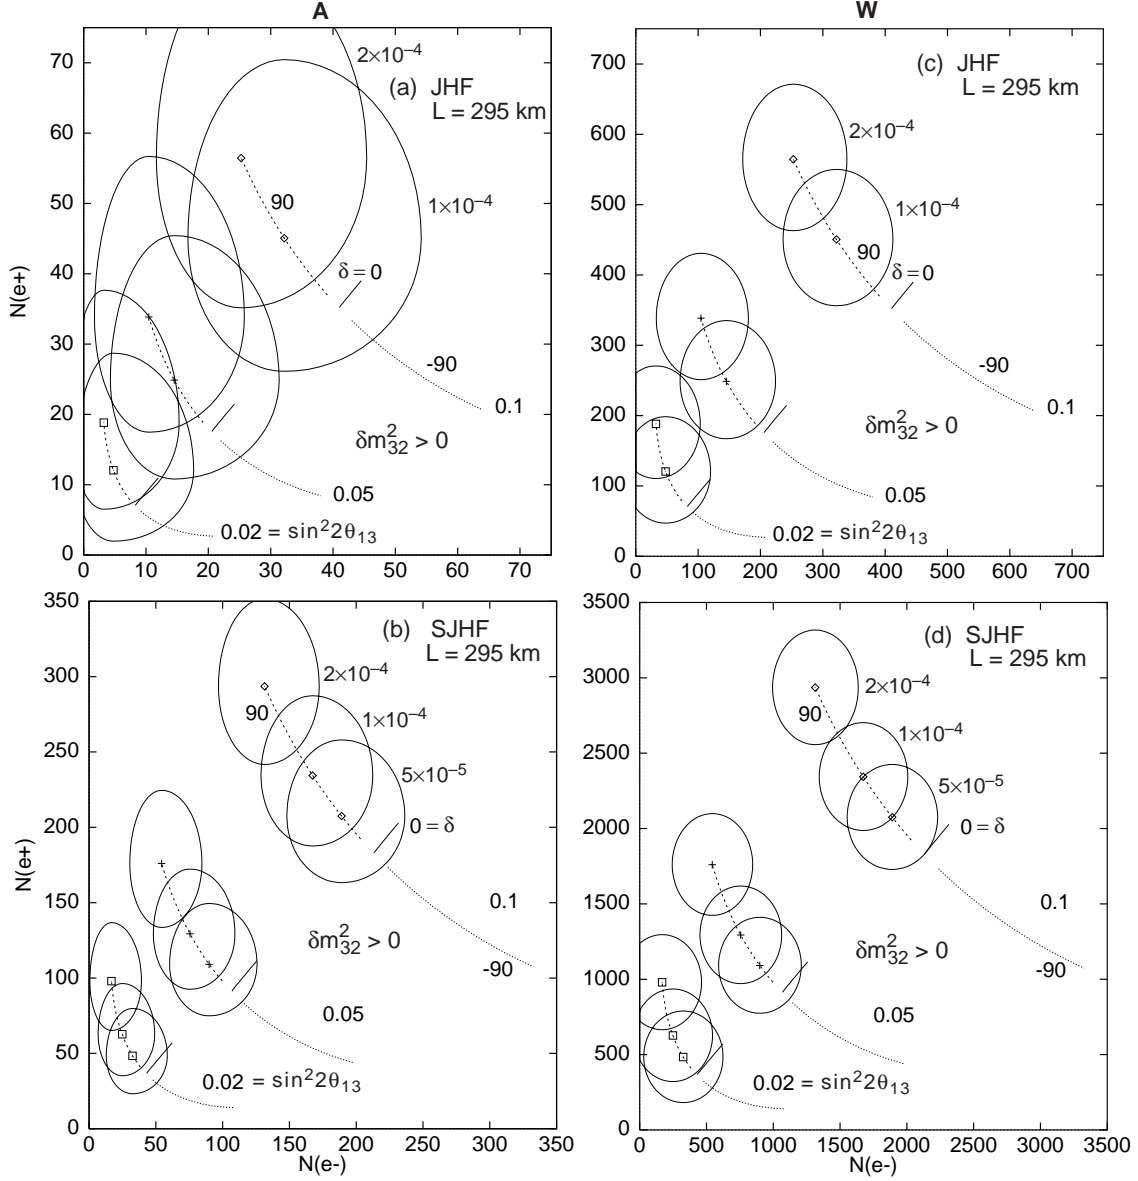 A
(a) JHF
L = 295 km
2×10⁻⁴
1×10⁻⁴
90
δ = 0
-90
0.1
δm²₃₂ > 0
0.05
0.02 = sin²2θ₁₃
N(e+)
70
60
50
40
30
20
10
0
0 10 20 30 40 50 60 70
W
(c) JHF
L = 295 km
2×10⁻⁴
1×10⁻⁴
90
δ = 0
-90
0.1
δm²₃₂ > 0
0.05
0.02 = sin²2θ₁₃
700
600
500
400
300
200
100
0
0 100 200 300 400 500 600 700
(b) SJHF
L = 295 km
2×10⁻⁴
90
1×10⁻⁴
5×10⁻⁵
0 = δ
0.1
δm²₃₂ > 0
-90
0.05
0.02 = sin²2θ₁₃
N(e+)
350
300
250
200
150
100
50
0
0 50 100 150 200 250 300 350
N(e-)
(d) SJHF
L = 295 km
2×10⁻⁴
90
1×10⁻⁴
5×10⁻⁵
0 = δ
0.1
δm²₃₂ > 0
-90
0.05
0.02 = sin²2θ₁₃
3500
3000
2500
2000
1500
1000
500
0
0 500 1000 1500 2000 2500 3000 3500
N(e-)